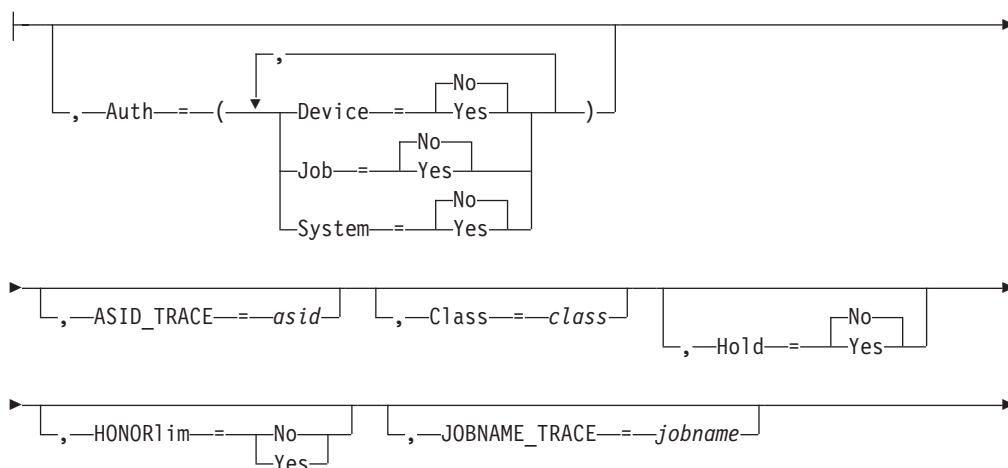 ,
No
, Auth = ( Device = Yes )
No
Job = Yes
No
System = Yes
No
, ASID_TRACE = asid , Class = class , Hold = Yes
, HONORlim = No , JOBNAME_TRACE = jobname
Yes